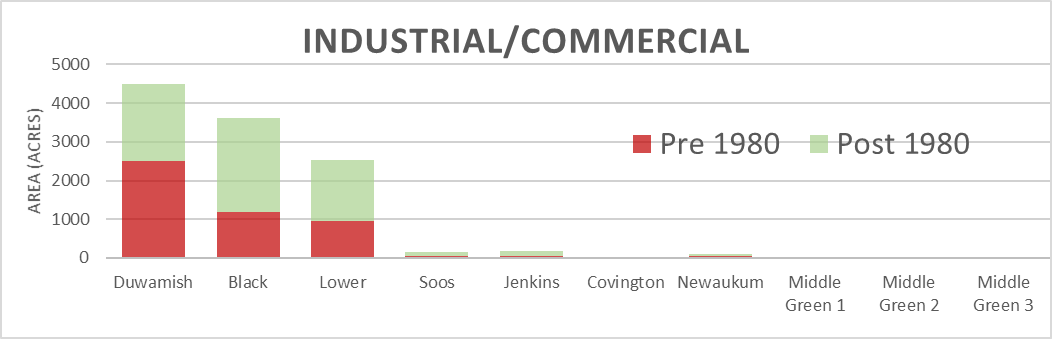 INDUSTRIAL/COMMERCIAL
AREA (ACRES)
5000
4000
3000
2000
1000
0
Pre 1980 Post 1980
Duwamish Black Lower Soos Jenkins Covington Newaukum Middle Green 1 Middle Green 2 Middle Green 3